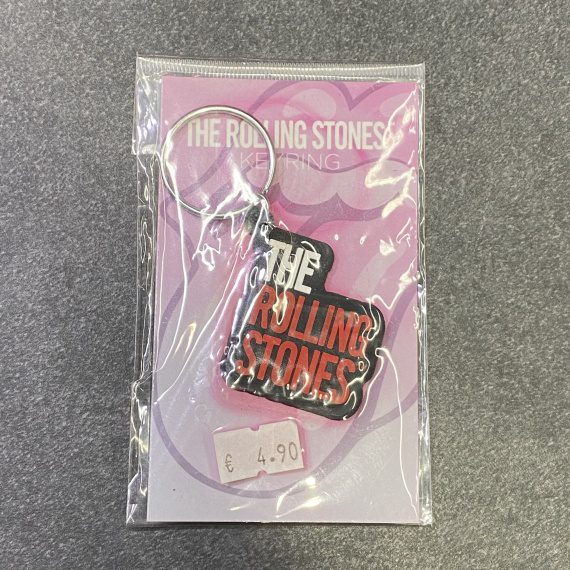 THE ROLLING STONES
KEYRING
THE
ROLLING
STONES
€ 4.90